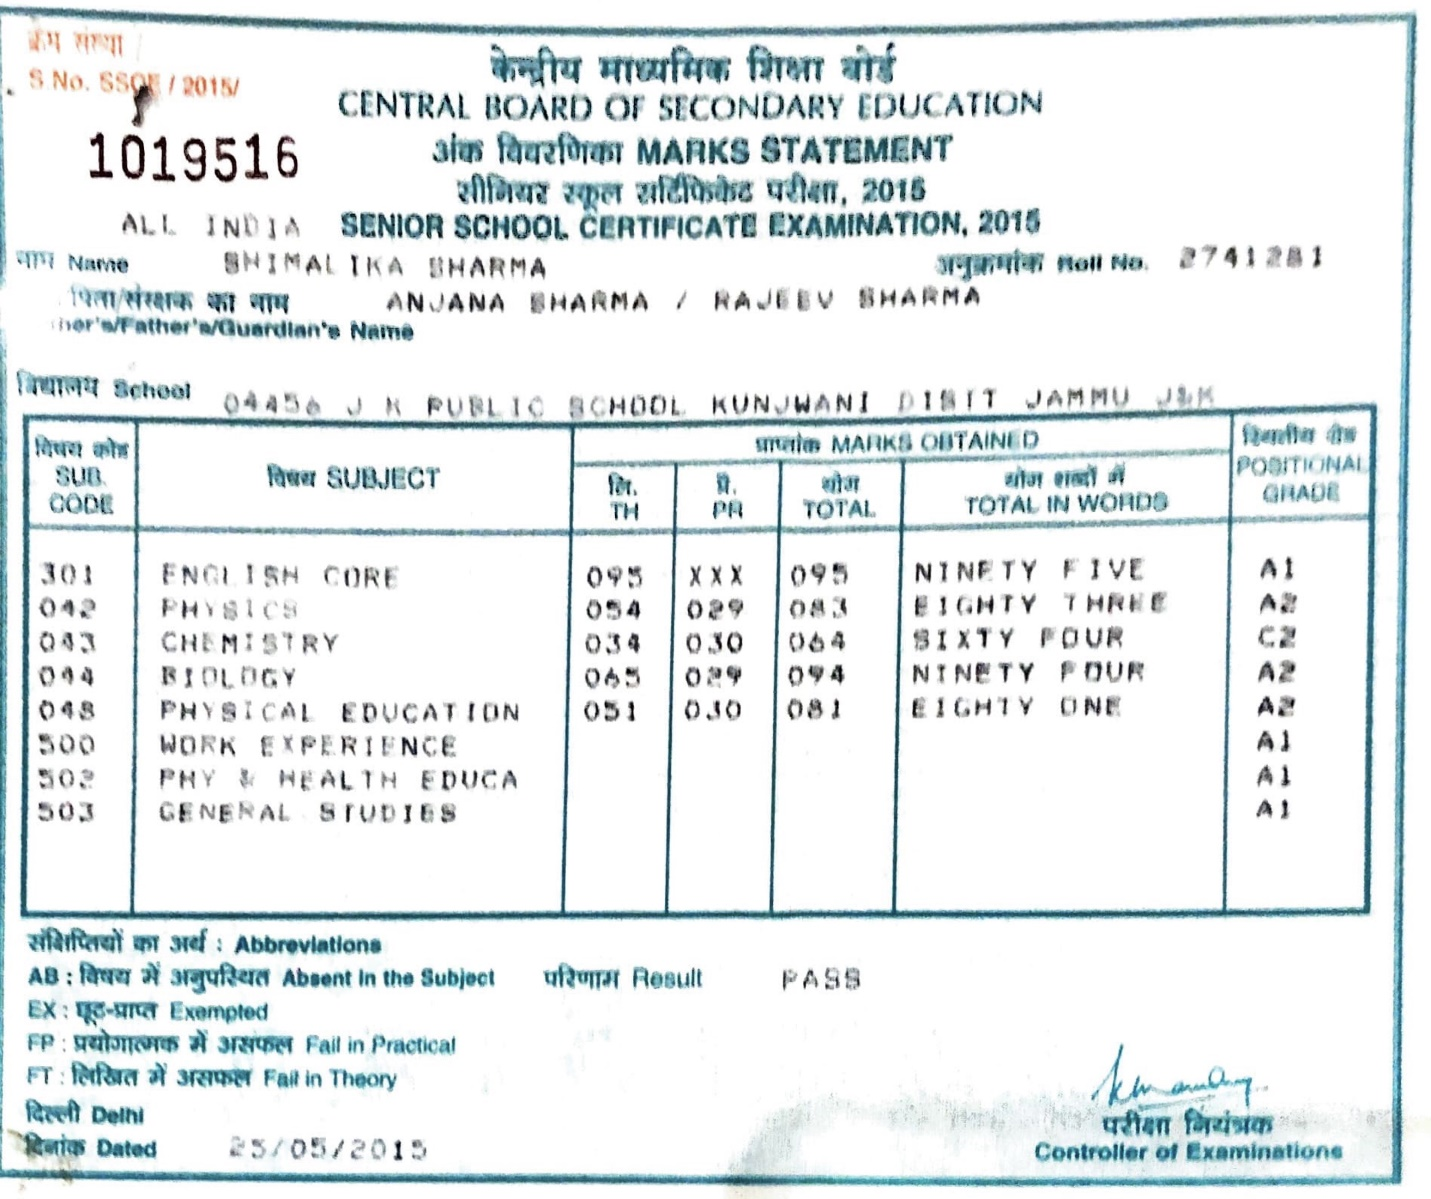 क्रम संख्या
S.No. SSCE / 2015/
1019516
केन्द्रीय माध्यमिक शिक्षा बोर्ड
CENTRAL BOARD OF SECONDARY EDUCATION
अंक विवरणिका MARKS STATEMENT
सीनियर स्कूल सर्टिफिकेट परीक्षा, 2015
ALL INDIA SENIOR SCHOOL CERTIFICATE EXAMINATION, 2015
नाम Name SHIMALIKA SHARMA अनुक्रमांक Roll No. 2741281
पिता/संरक्षक का नाम ANJANA SHARMA / RAJEEV SHARMA
her's/Father's/Guardian's Name
विद्यालय School 04456 J K PUBLIC SCHOOL KUNJWANI DISTT JAMMU J&K
विषय कोड SUB. CODE विषय SUBJECT प्राप्तांक MARKS OBTAINED स्थितीय ग्रेड POSITIONAL GRADE
लि. TH प्रै. PR योग TOTAL योग शब्दों में TOTAL IN WORDS
301 ENGLISH CORE 095 XXX 095 NINETY FIVE A1
042 PHYSICS 054 029 083 EIGHTY THREE A2
043 CHEMISTRY 034 030 064 SIXTY FOUR C2
044 BIOLOGY 065 029 094 NINETY FOUR A2
048 PHYSICAL EDUCATION 051 030 081 EIGHTY ONE A2
500 WORK EXPERIENCE A1
502 PHY & HEALTH EDUCA A1
503 GENERAL STUDIES A1
संक्षिप्तियों का अर्थ : Abbreviations
AB : विषय में अनुपस्थित Absent in the Subject परिणाम Result PASS
EX : छूट-प्राप्त Exempted
FP : प्रयोगात्मक में असफल Fail in Practical
FT : लिखित में असफल Fail in Theory
दिल्ली Delhi
दिनांक Dated 25/05/2015
परीक्षा नियंत्रक
Controller of Examinations